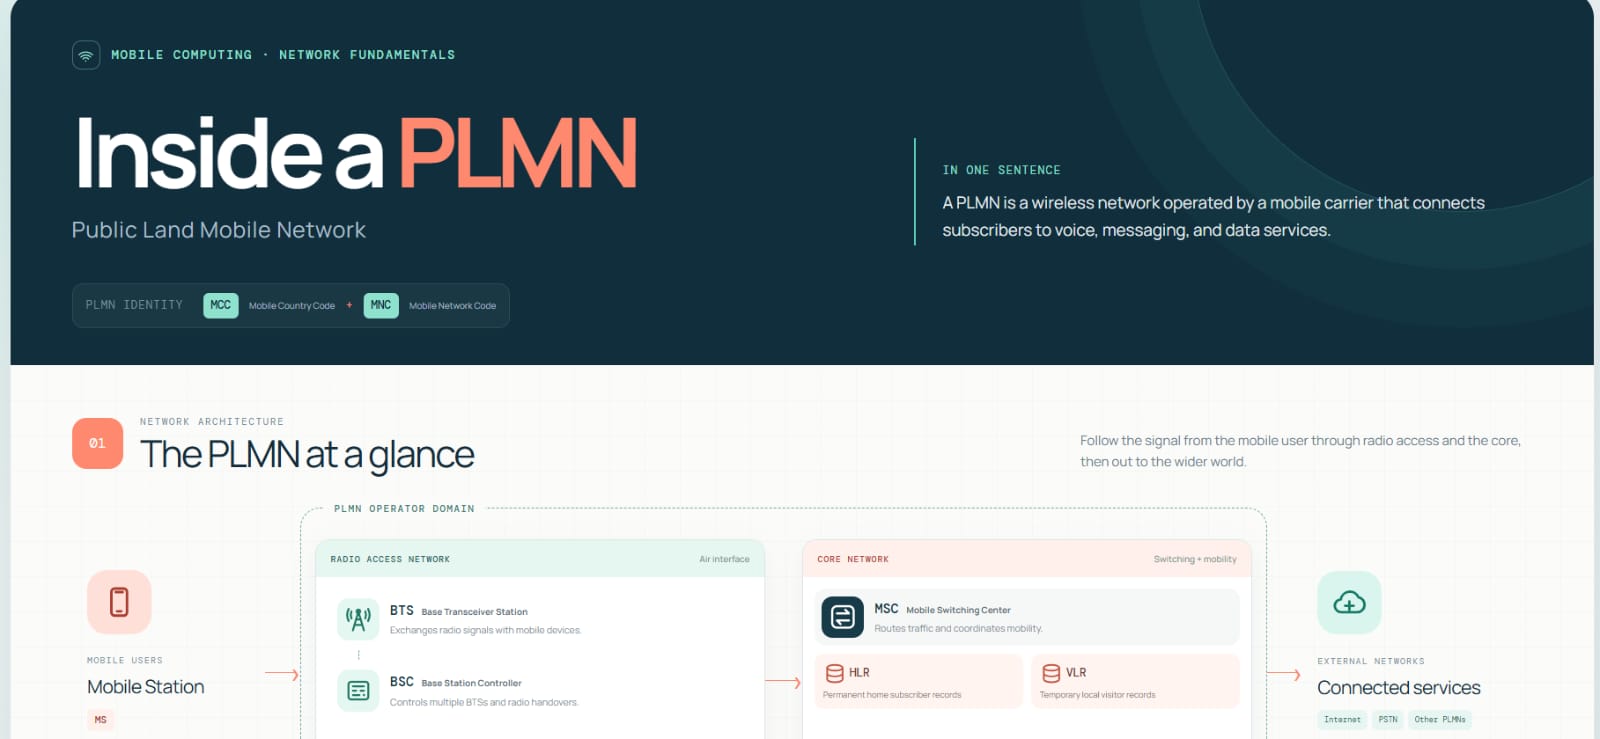 MOBILE COMPUTING · NETWORK FUNDAMENTALS
Inside a PLMN
Public Land Mobile Network
PLMN IDENTITY MCC Mobile Country Code + MNC Mobile Network Code
IN ONE SENTENCE
A PLMN is a wireless network operated by a mobile carrier that connects
subscribers to voice, messaging, and data services.
01
NETWORK ARCHITECTURE
The PLMN at a glance
Follow the signal from the mobile user through radio access and the core,
then out to the wider world.
PLMN OPERATOR DOMAIN
MOBILE USERS
Mobile Station
MS
RADIO ACCESS NETWORK Air interface
BTS Base Transceiver Station
Exchanges radio signals with mobile devices.
BSC Base Station Controller
Controls multiple BTSs and radio handovers.
CORE NETWORK Switching + mobility
MSC Mobile Switching Center
Routes traffic and coordinates mobility.
HLR
Permanent home subscriber records
VLR
Temporary local visitor records
EXTERNAL NETWORKS
Connected services
Internet PSTN Other PLMNs